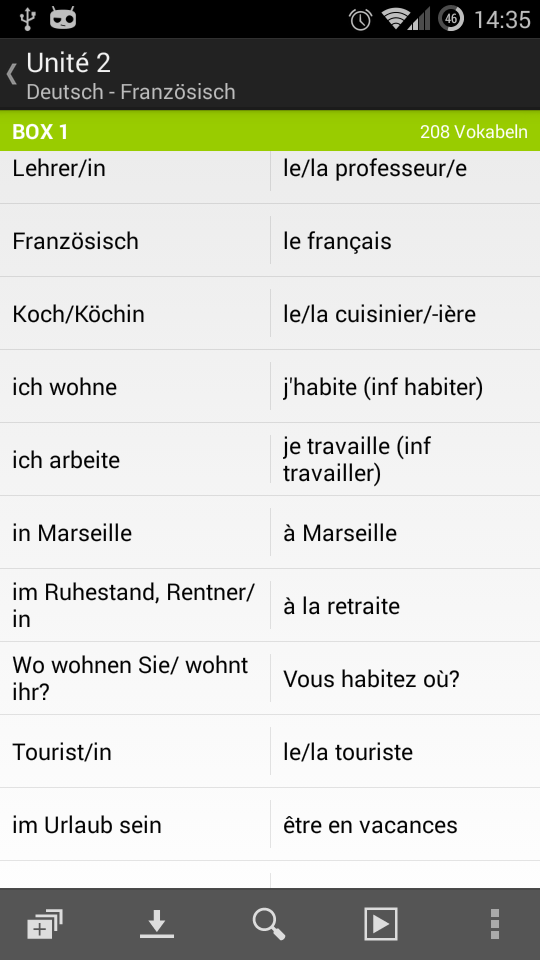 46 14:35
Unité 2
Deutsch - Französisch
BOX 1 208 Vokabeln
Lehrer/in le/la professeur/e
Französisch le français
Koch/Köchin le/la cuisinier/-ière
ich wohne j'habite (inf habiter)
ich arbeite je travaille (inf
travailler)
in Marseille à Marseille
im Ruhestand, Rentner/
in à la retraite
Wo wohnen Sie/ wohnt
ihr? Vous habitez où?
Tourist/in le/la touriste
im Urlaub sein être en vacances